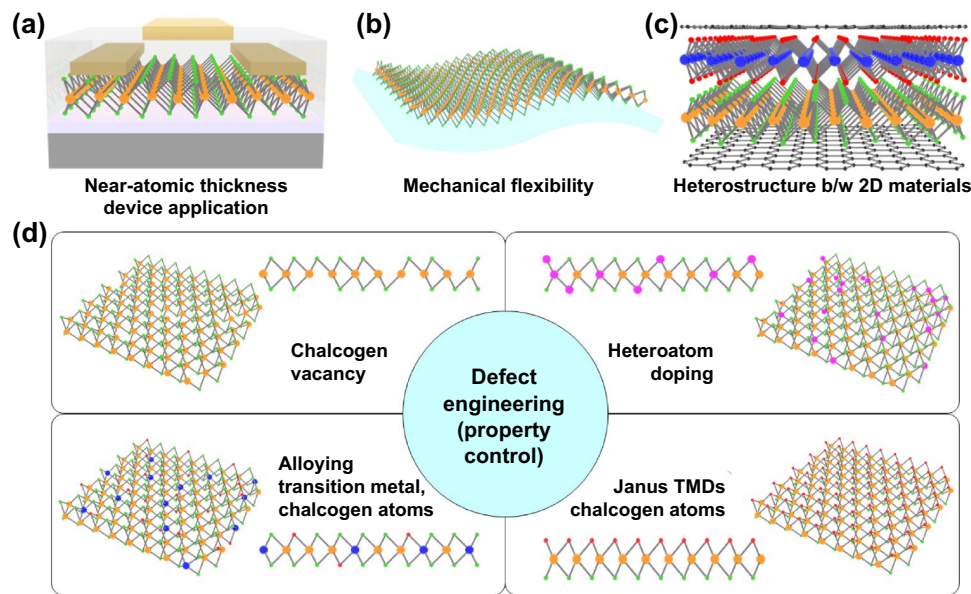 (a)
(b)
(c)
Near-atomic thickness
device application
Mechanical flexibility
Heterostructure b/w 2D materials
(d)
Chalcogen
vacancy
Heteroatom
doping
Defect
engineering
(property
control)
Alloying
transition metal,
chalcogen atoms
Janus TMDs
chalcogen atoms